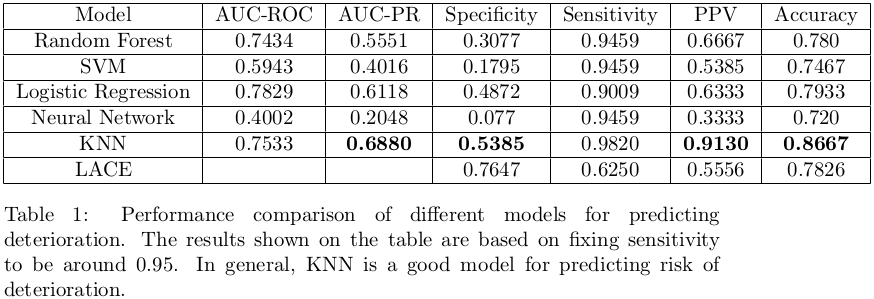 Model AUC-ROC AUC-PR Specificity Sensitivity PPV Accuracy
Random Forest 0.7434 0.5551 0.3077 0.9459 0.6667 0.780
SVM 0.5943 0.4016 0.1795 0.9459 0.5385 0.7467
Logistic Regression 0.7829 0.6118 0.4872 0.9009 0.6333 0.7933
Neural Network 0.4002 0.2048 0.077 0.9459 0.3333 0.720
KNN 0.7533 0.6880 0.5385 0.9820 0.9130 0.8667
LACE 0.7647 0.6250 0.5556 0.7826
Table 1: Performance comparison of different models for predicting
deterioration. The results shown on the table are based on fixing sensitivity
to be around 0.95. In general, KNN is a good model for predicting risk of
deterioration.